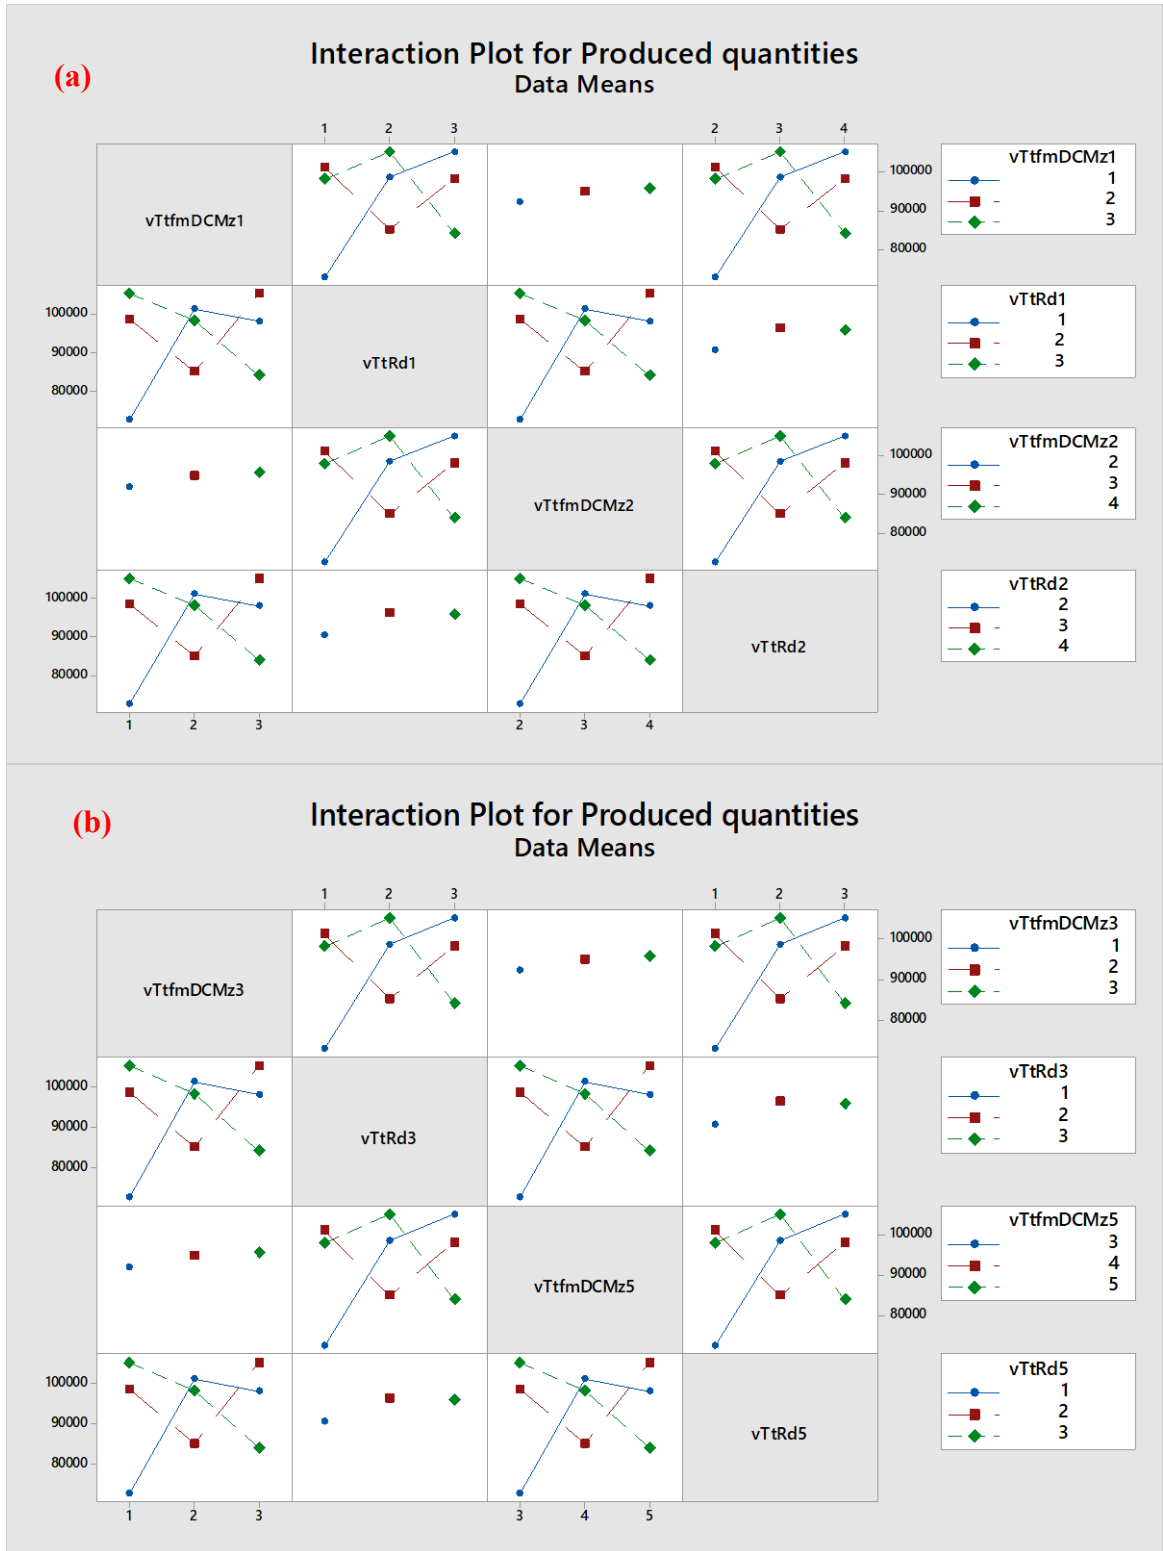 Interaction Plot for Produced quantities
(a)
Data Means
1 2 3 2 3 4
vTtfmDCMz1
100000
90000
80000
vTtfmDCMz1
1
2
3
100000
90000
80000
vTtRd1
vTtRd1
1
2
3
vTtfmDCMz2
100000
90000
80000
vTtfmDCMz2
2
3
4
100000
90000
80000
vTtRd2
vTtRd2
2
3
4
1 2 3 2 3 4
Interaction Plot for Produced quantities
(b)
Data Means
1 2 3 1 2 3
vTtfmDCMz3
100000
90000
80000
vTtfmDCMz3
1
2
3
100000
90000
80000
vTtRd3
vTtRd3
1
2
3
vTtfmDCMz5
100000
90000
80000
vTtfmDCMz5
3
4
5
100000
90000
80000
vTtRd5
vTtRd5
1
2
3
1 2 3 3 4 5